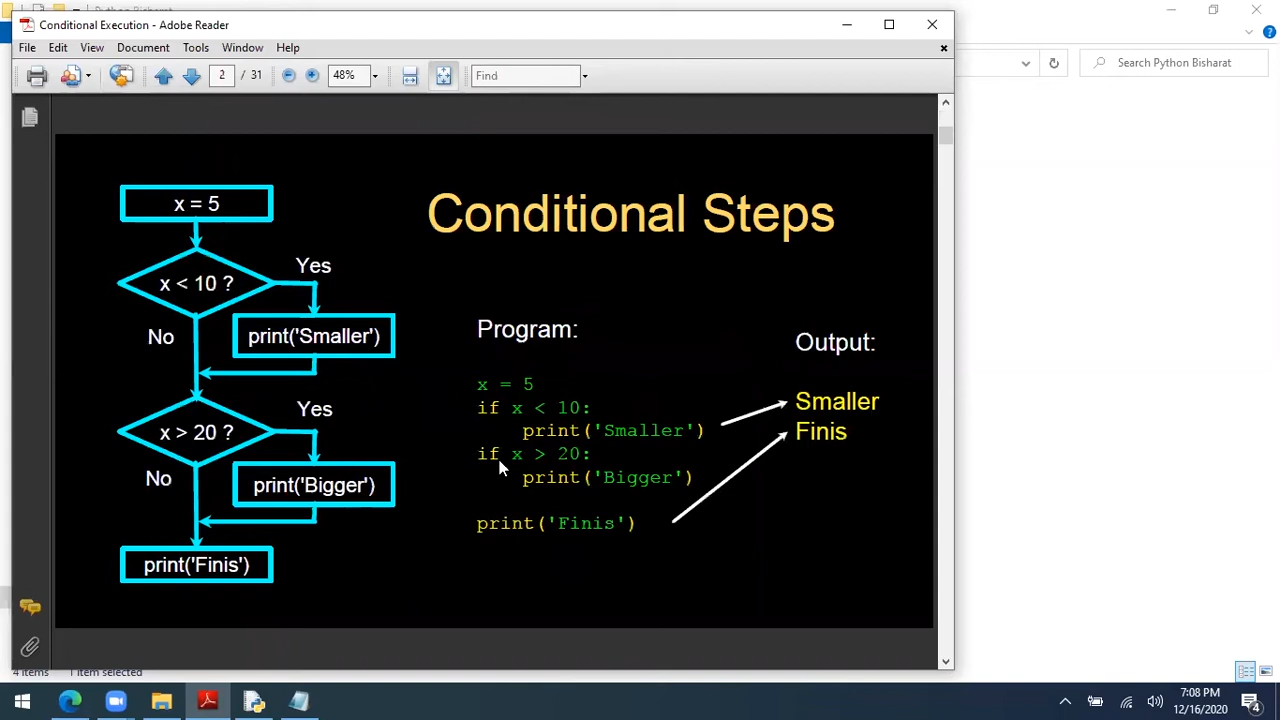 Python Bisharat
Conditional Execution - Adobe Reader
File Edit View Document Tools Window Help
2 / 31 48% Find
Search Python Bisharat
x = 5
Conditional Steps
x < 10 ?
Yes
No
print('Smaller')
x > 20 ?
Yes
No
print('Bigger')
print('Finis')
Program:
x = 5
if x < 10:
print('Smaller')
if x > 20:
print('Bigger')
print('Finis')
Output:
Smaller
Finis
4 items 1 item selected
7:08 PM
12/16/2020
4